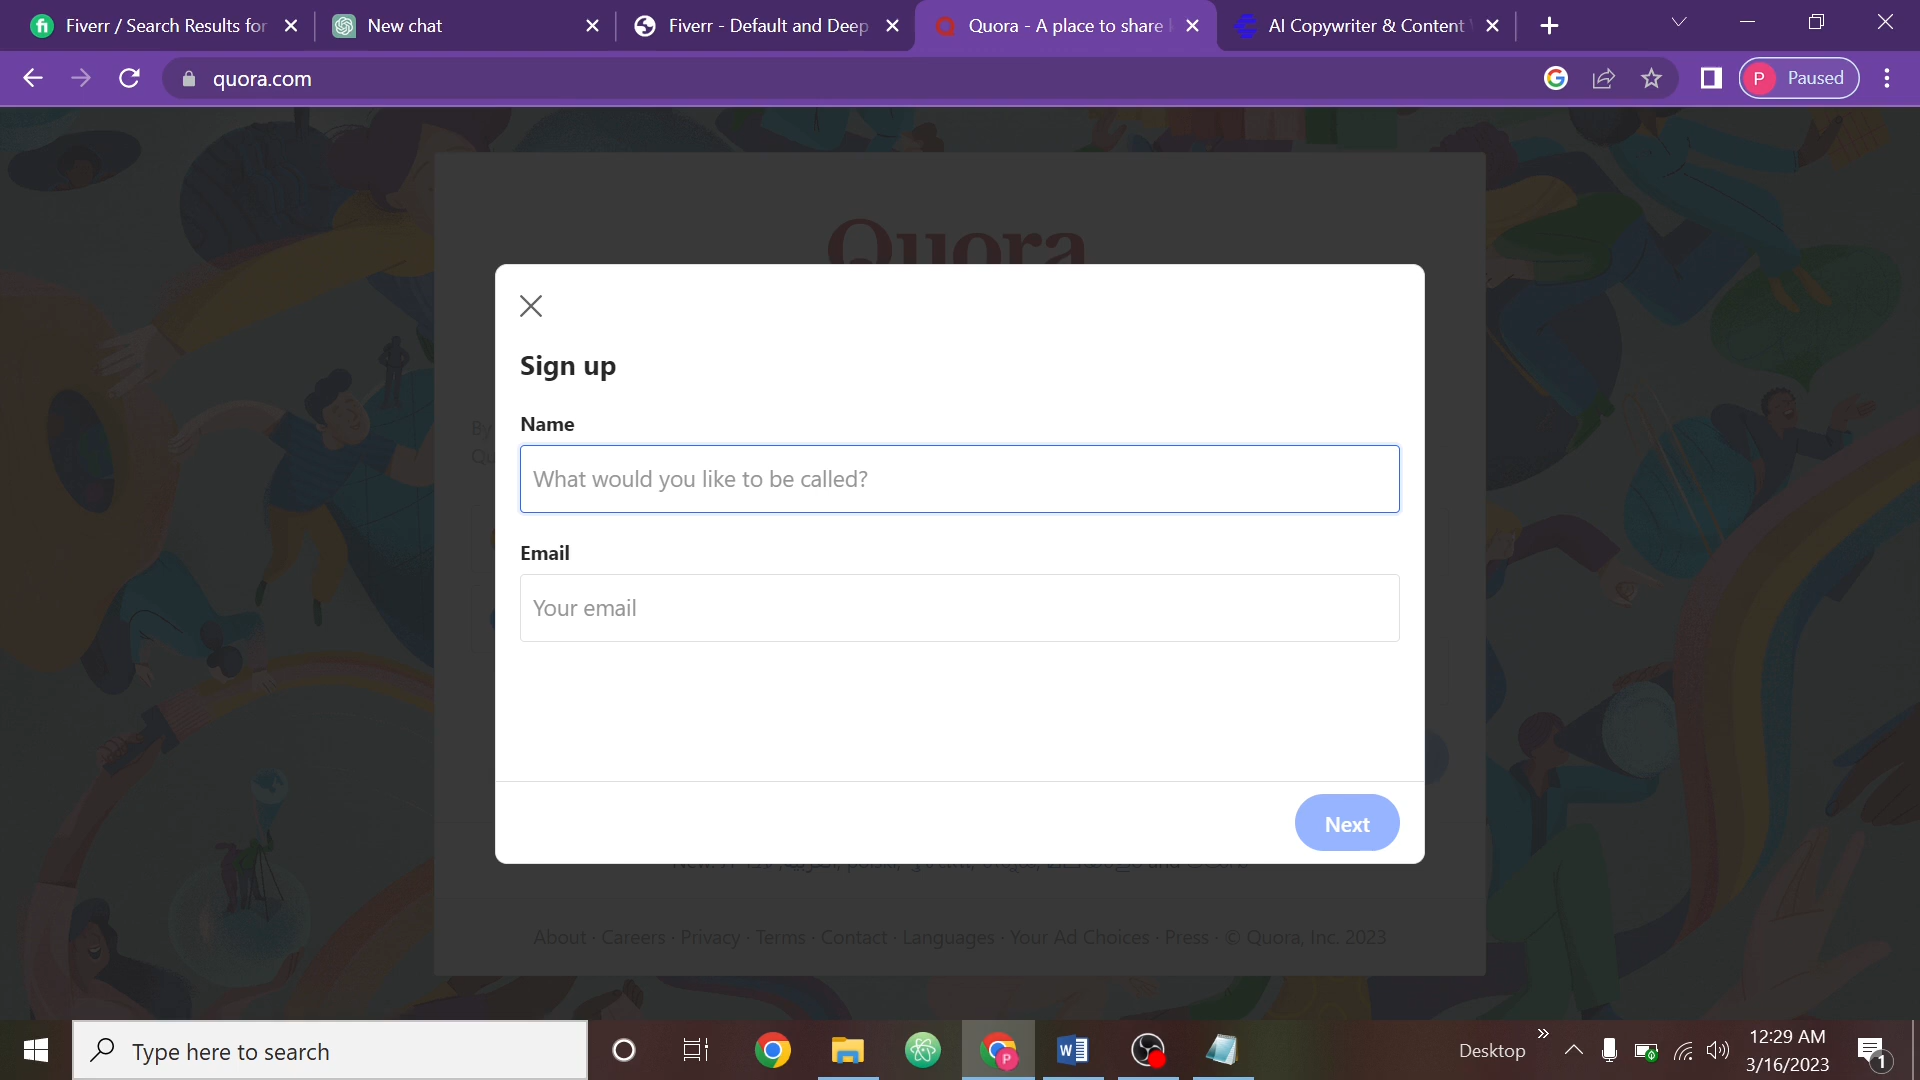 Fiverr / Search Results for
New chat
Fiverr - Default and Deep
Quora - A place to share
AI Copywriter & Content
quora.com
P
Paused
Quora
Sign up
Name
What would you like to be called?
Email
Your email
Next
About · Careers · Privacy · Terms · Contact · Languages · Your Ad Choices · Press · © Quora, Inc. 2023
Type here to search
Desktop
12:29 AM
3/16/2023
1